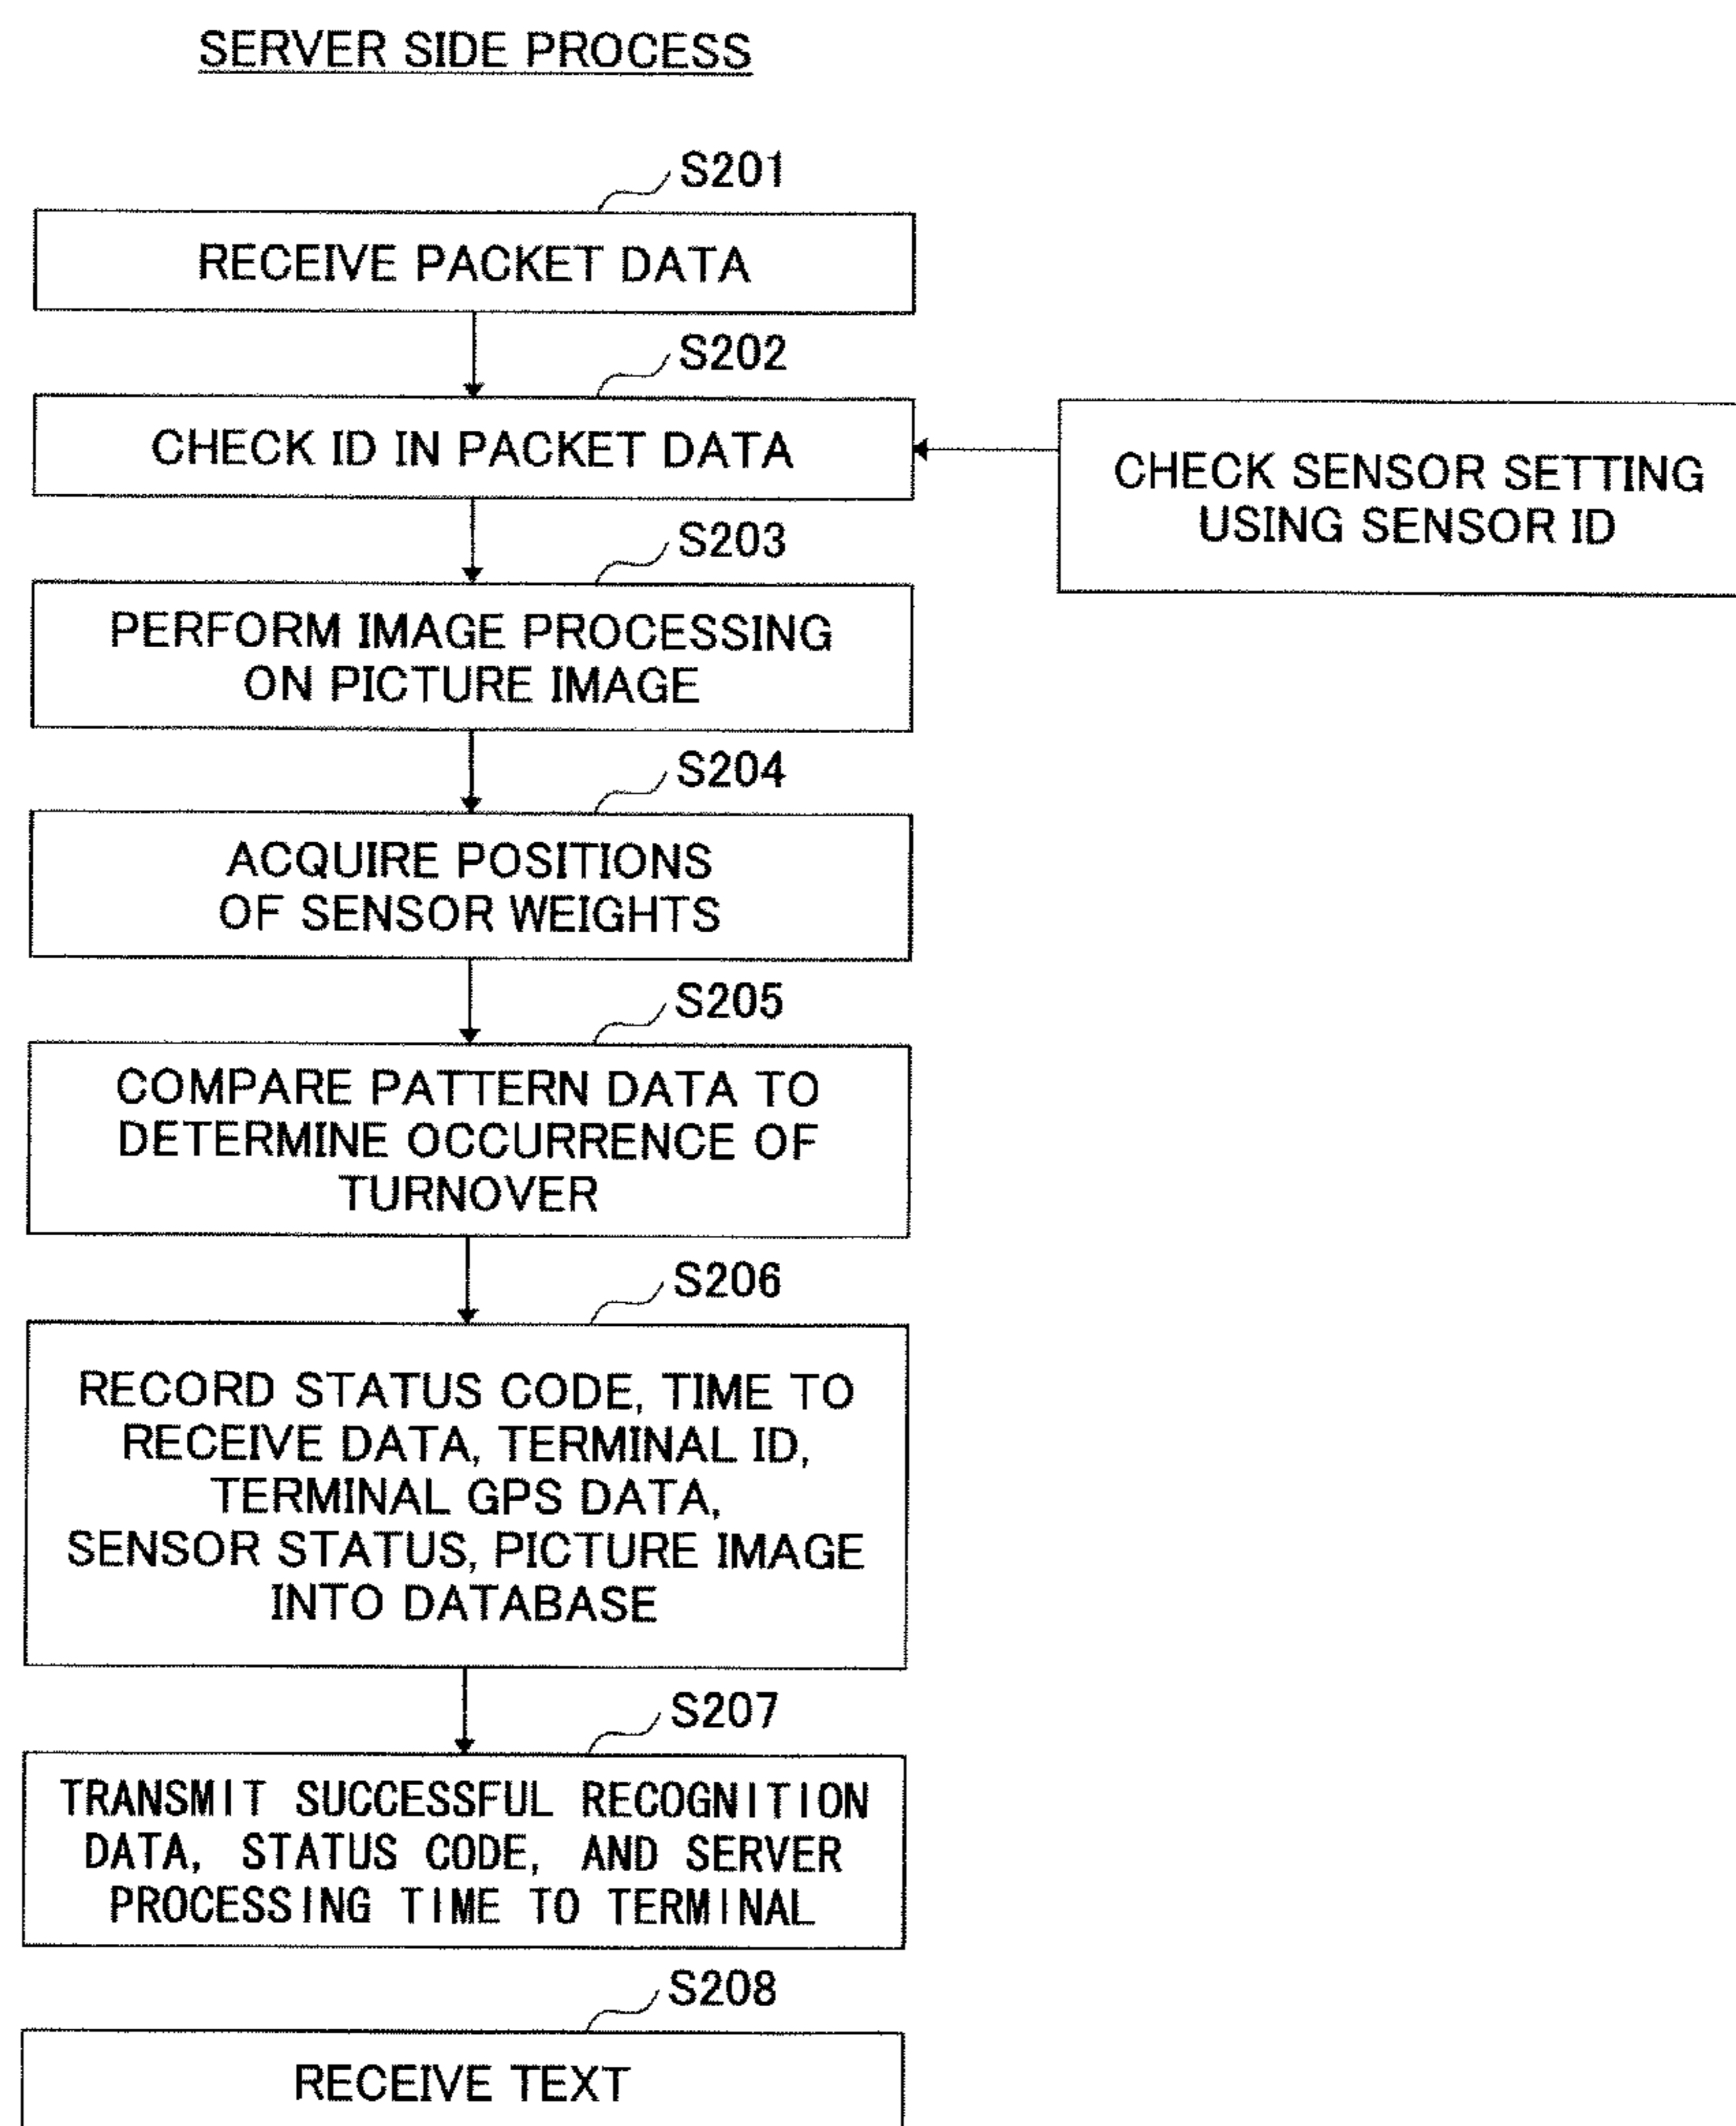 SERVER SIDE PROCESS
S201
RECEIVE PACKET DATA
S202
CHECK ID IN PACKET DATA
CHECK SENSOR SETTING
USING SENSOR ID
S203
PERFORM IMAGE PROCESSING
ON PICTURE IMAGE
S204
ACQUIRE POSITIONS
OF SENSOR WEIGHTS
S205
COMPARE PATTERN DATA TO
DETERMINE OCCURRENCE OF
TURNOVER
S206
RECORD STATUS CODE, TIME TO
RECEIVE DATA, TERMINAL ID,
TERMINAL GPS DATA,
SENSOR STATUS, PICTURE IMAGE
INTO DATABASE
S207
TRANSMIT SUCCESSFUL RECOGNITION
DATA, STATUS CODE, AND SERVER
PROCESSING TIME TO TERMINAL
S208
RECEIVE TEXT